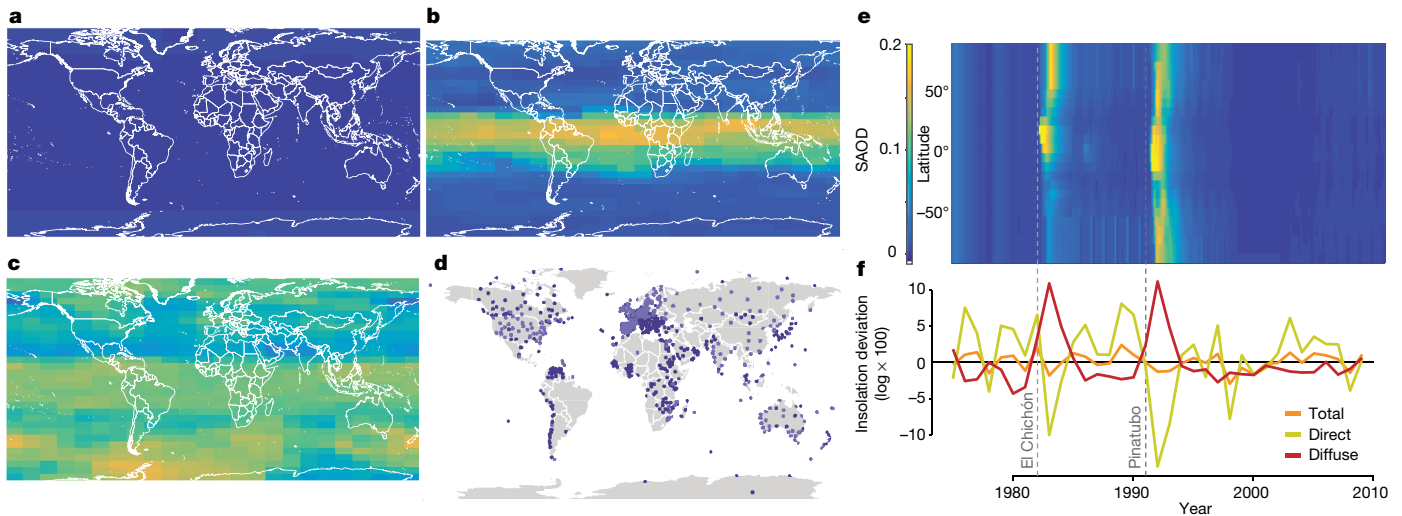 a
b
e
0.2
0.1
0
SAOD
Latitude
50°
0°
−50°
c
d
f
10
5
0
−5
−10
Insolation deviation
(log × 100)
El Chichón
Pinatubo
Total
Direct
Diffuse
1980
1990
2000
2010
Year